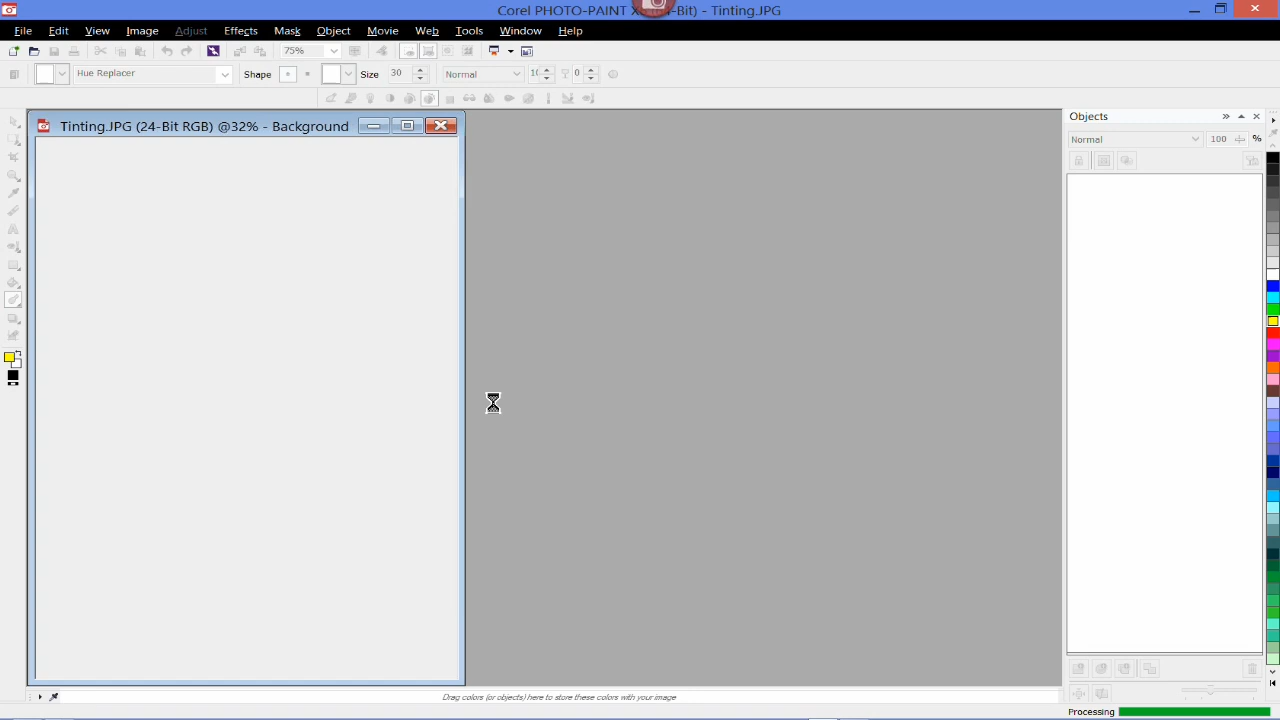 Corel PHOTO-PAINT X -Bit) - Tinting.JPG
File Edit View Image Adjust Effects Mask Object Movie Web Tools Window Help
75%
Hue Replacer Shape Size 30 Normal 0
Tinting.JPG (24-Bit RGB) @32% - Background
Objects
Normal 100 %
Drag colors (or objects) here to store these colors with your image
Processing